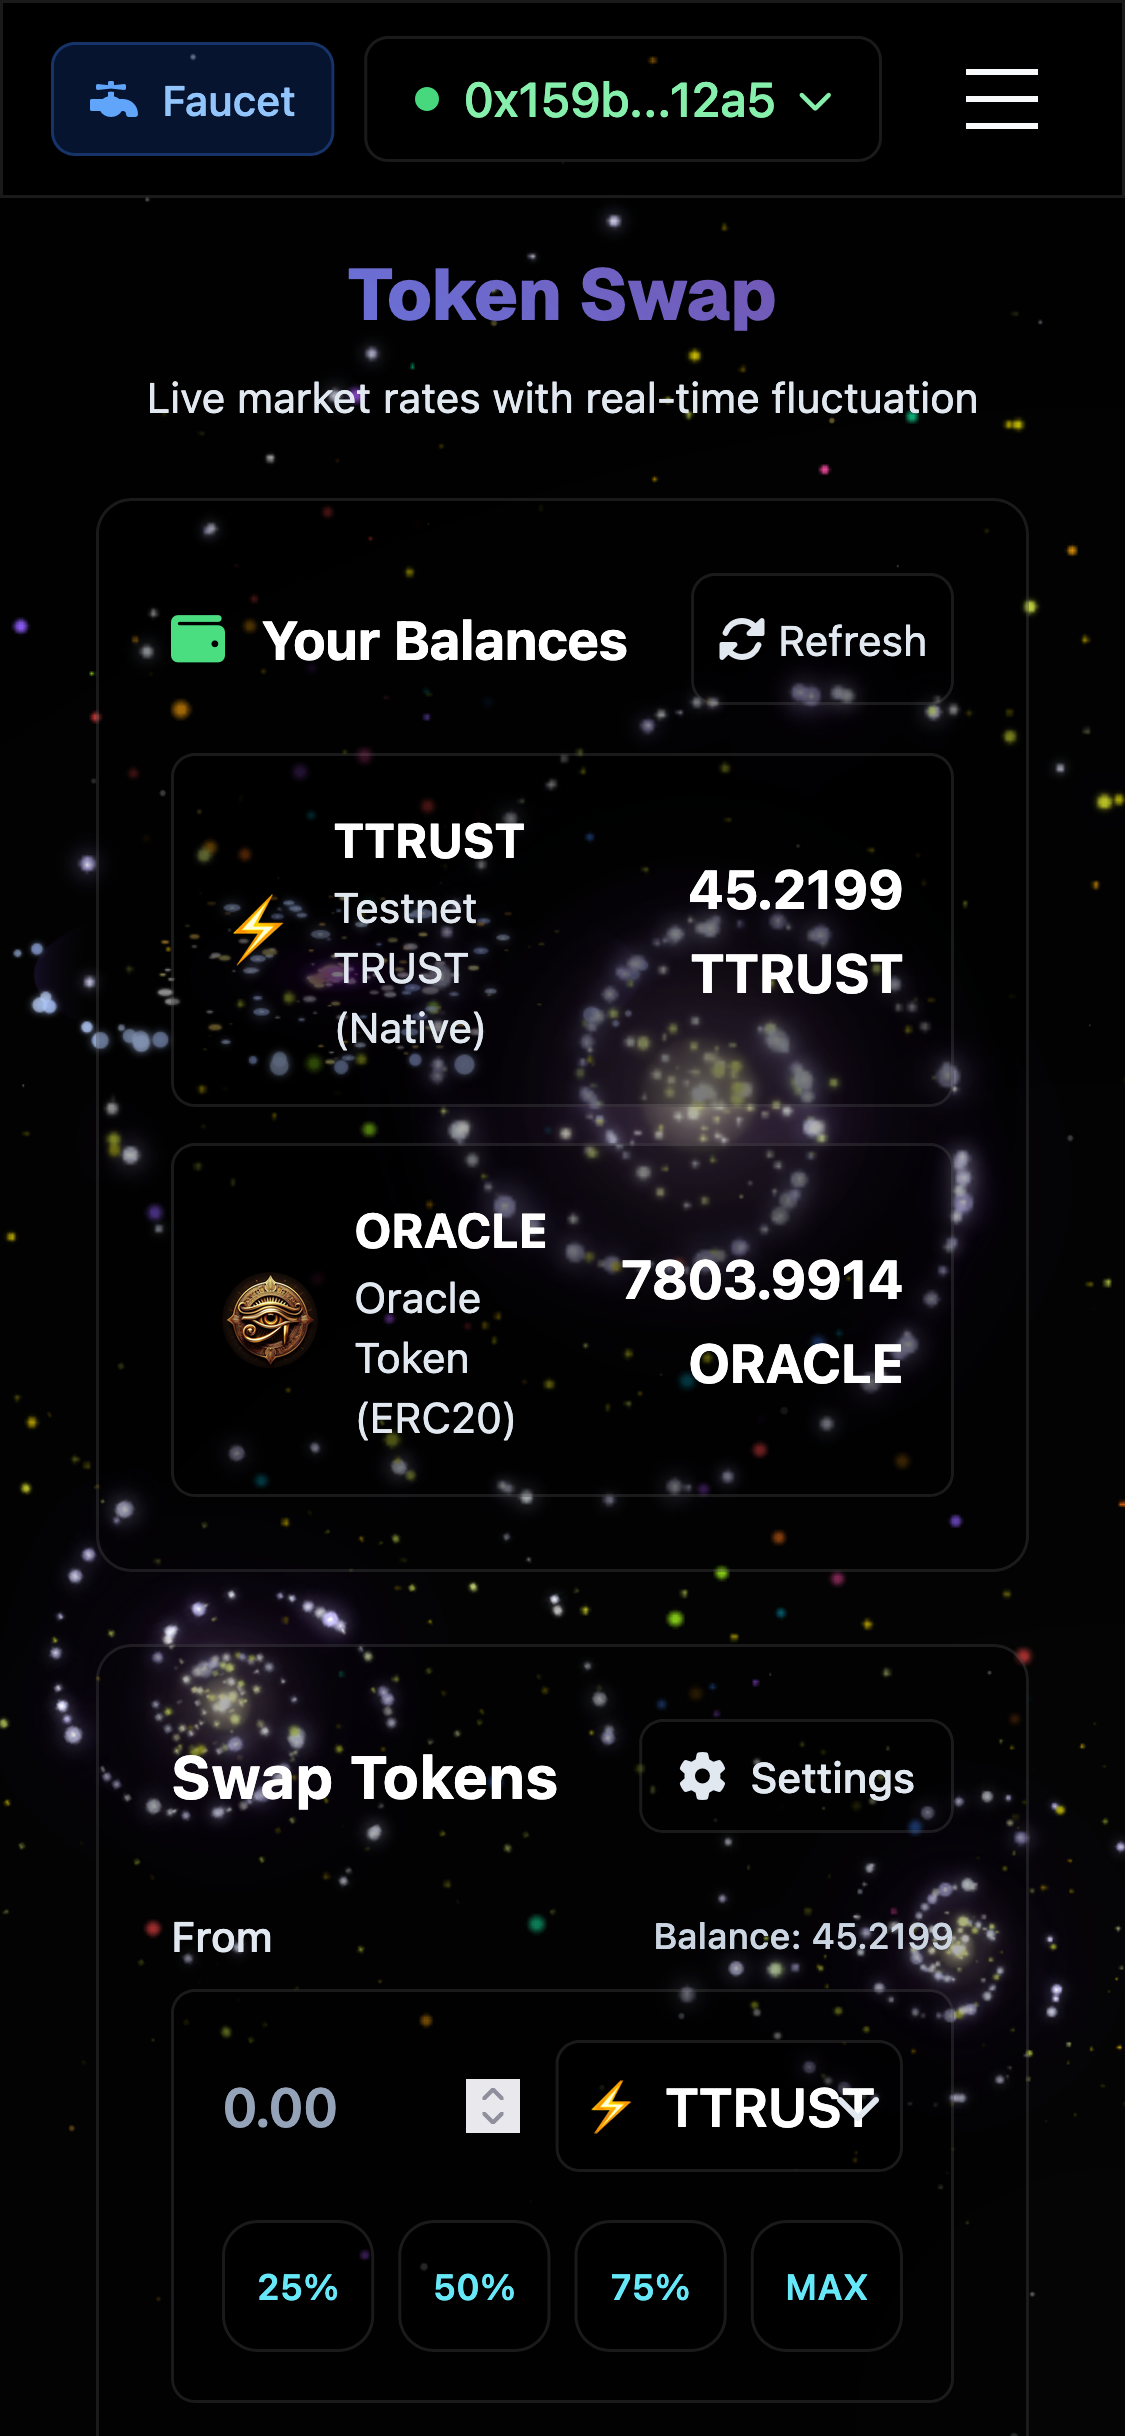 Faucet
0x159b...12a5
Token Swap
Live market rates with real-time fluctuation
Your Balances
Refresh
TTRUST
Testnet
TRUST
(Native)
45.2199
TTRUST
ORACLE
Oracle
Token
(ERC20)
7803.9914
ORACLE
Swap Tokens
Settings
From
Balance: 45.2199
0.00
TTRUST
25%
50%
75%
MAX